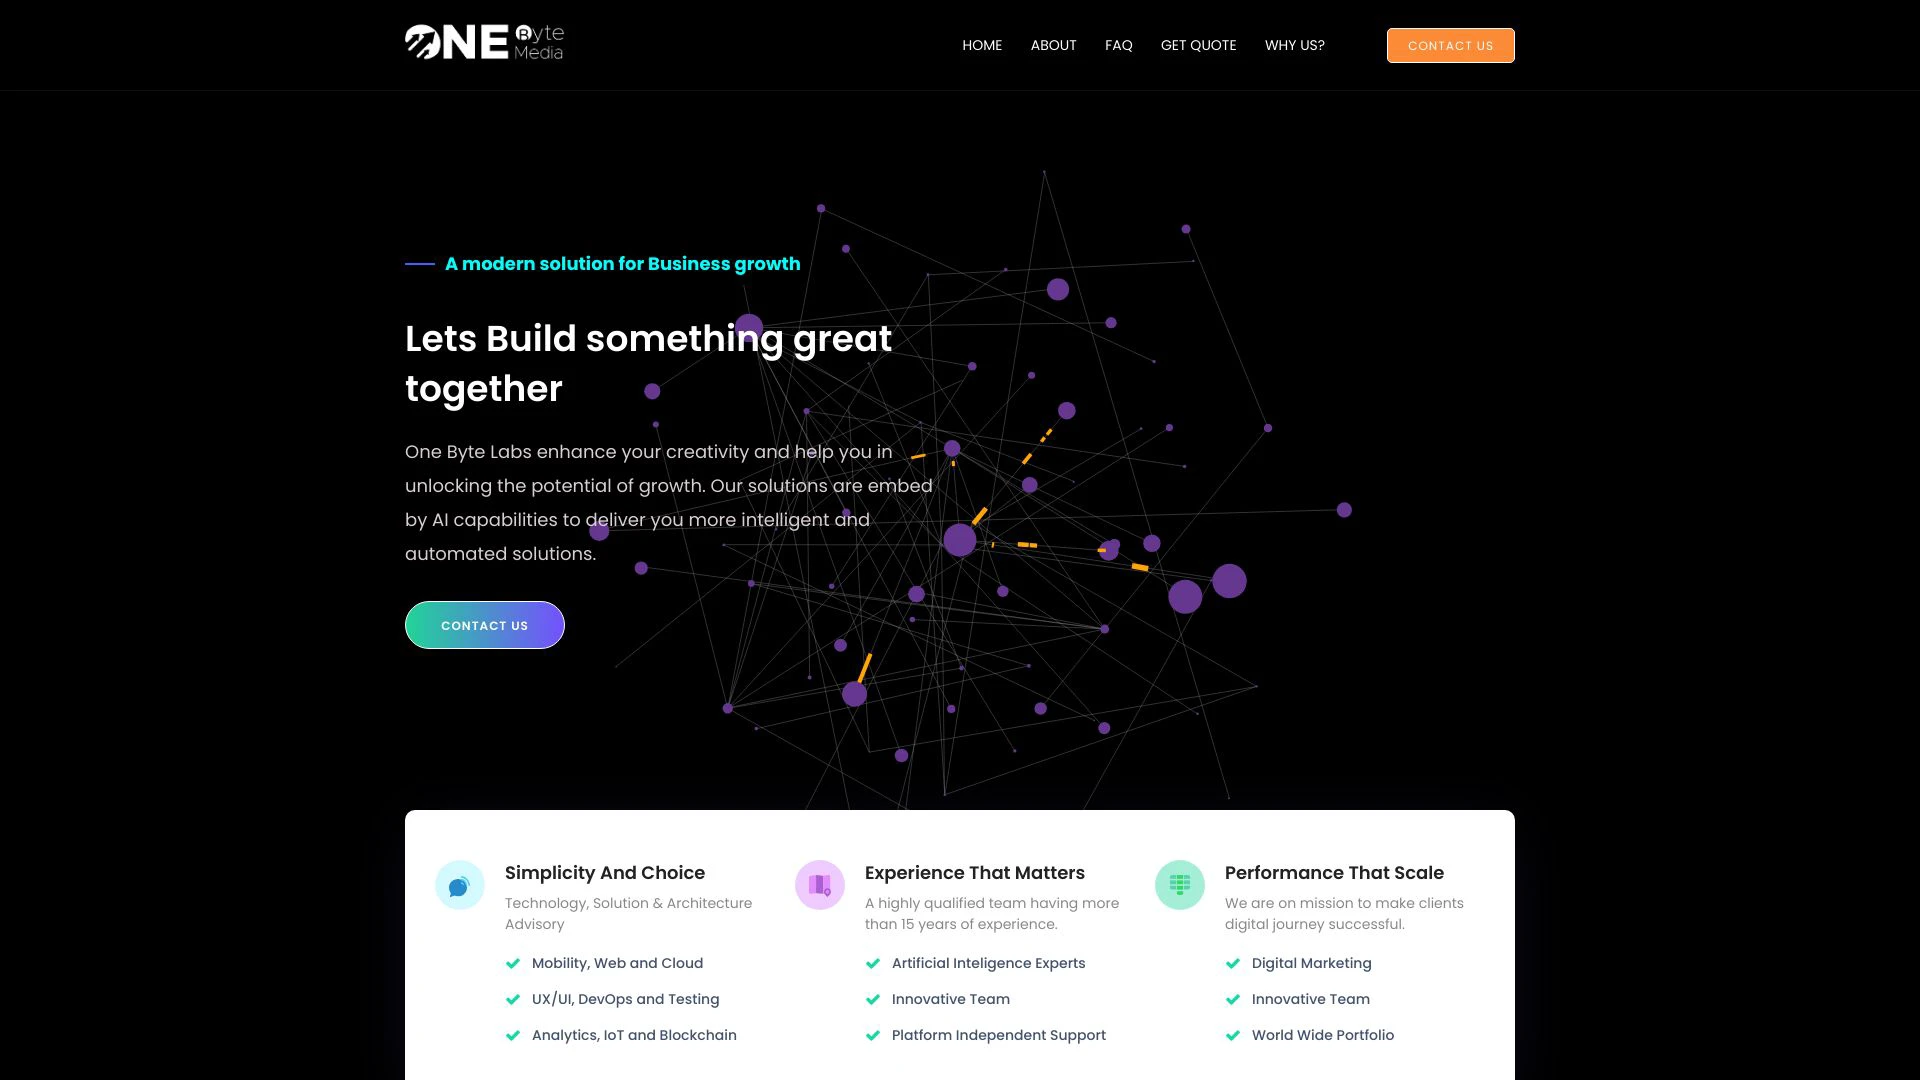 ONE Byte Media
HOME
ABOUT
FAQ
GET QUOTE
WHY US?
CONTACT US
A modern solution for Business growth
Lets Build something great
together
One Byte Labs enhance your creativity and help you in
unlocking the potential of growth. Our solutions are embed
by AI capabilities to deliver you more intelligent and
automated solutions.
CONTACT US
Simplicity And Choice
Technology, Solution & Architecture
Advisory
Mobility, Web and Cloud
UX/UI, DevOps and Testing
Analytics, IoT and Blockchain
Experience That Matters
A highly qualified team having more
than 15 years of experience.
Artificial Inteligence Experts
Innovative Team
Platform Independent Support
Performance That Scale
We are on mission to make clients
digital journey successful.
Digital Marketing
Innovative Team
World Wide Portfolio